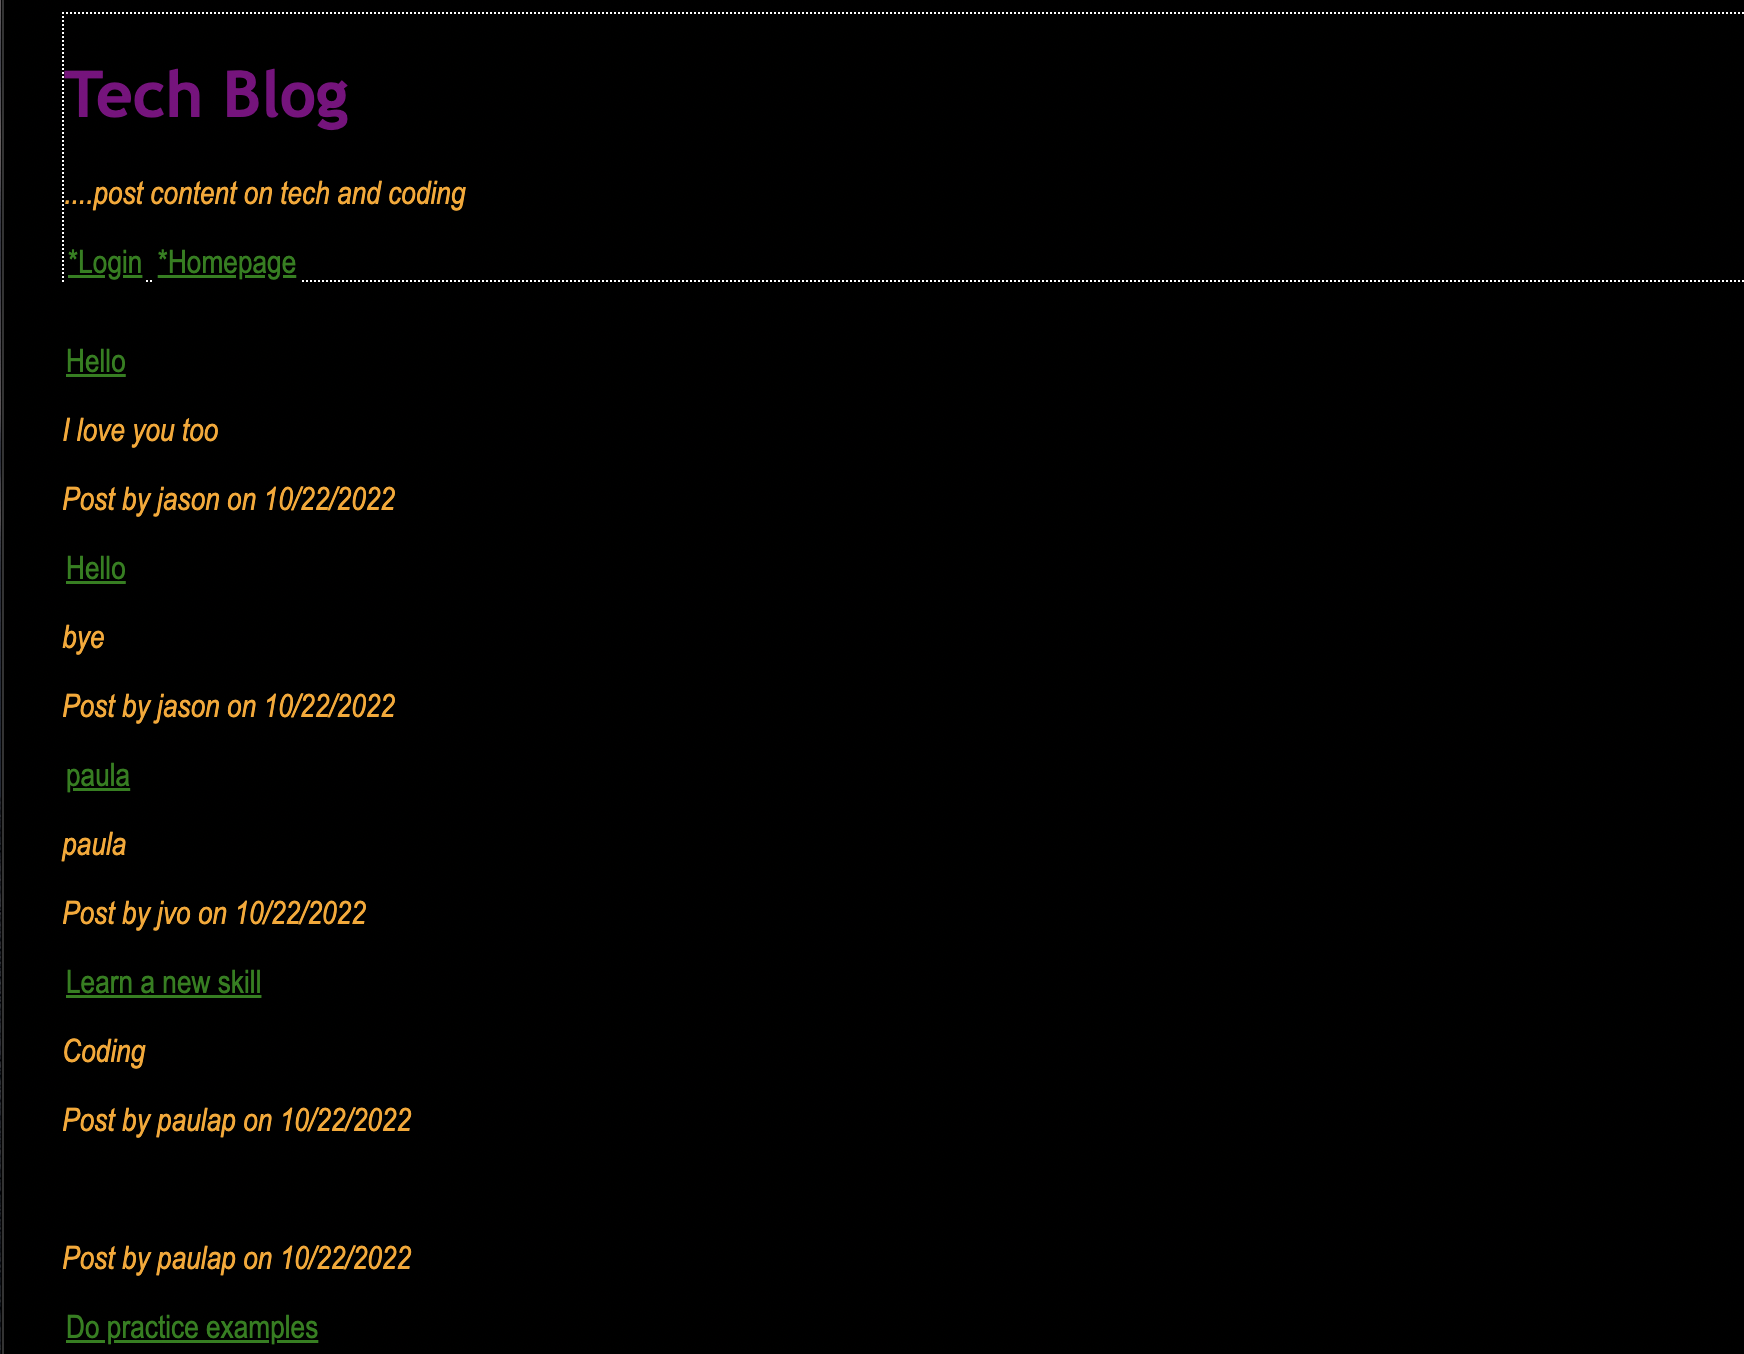 Tech Blog
....post content on tech and coding
*Login *Homepage
Hello
I love you too
Post by jason on 10/22/2022
Hello
bye
Post by jason on 10/22/2022
paula
paula
Post by jvo on 10/22/2022
Learn a new skill
Coding
Post by paulap on 10/22/2022
Post by paulap on 10/22/2022
Do practice examples